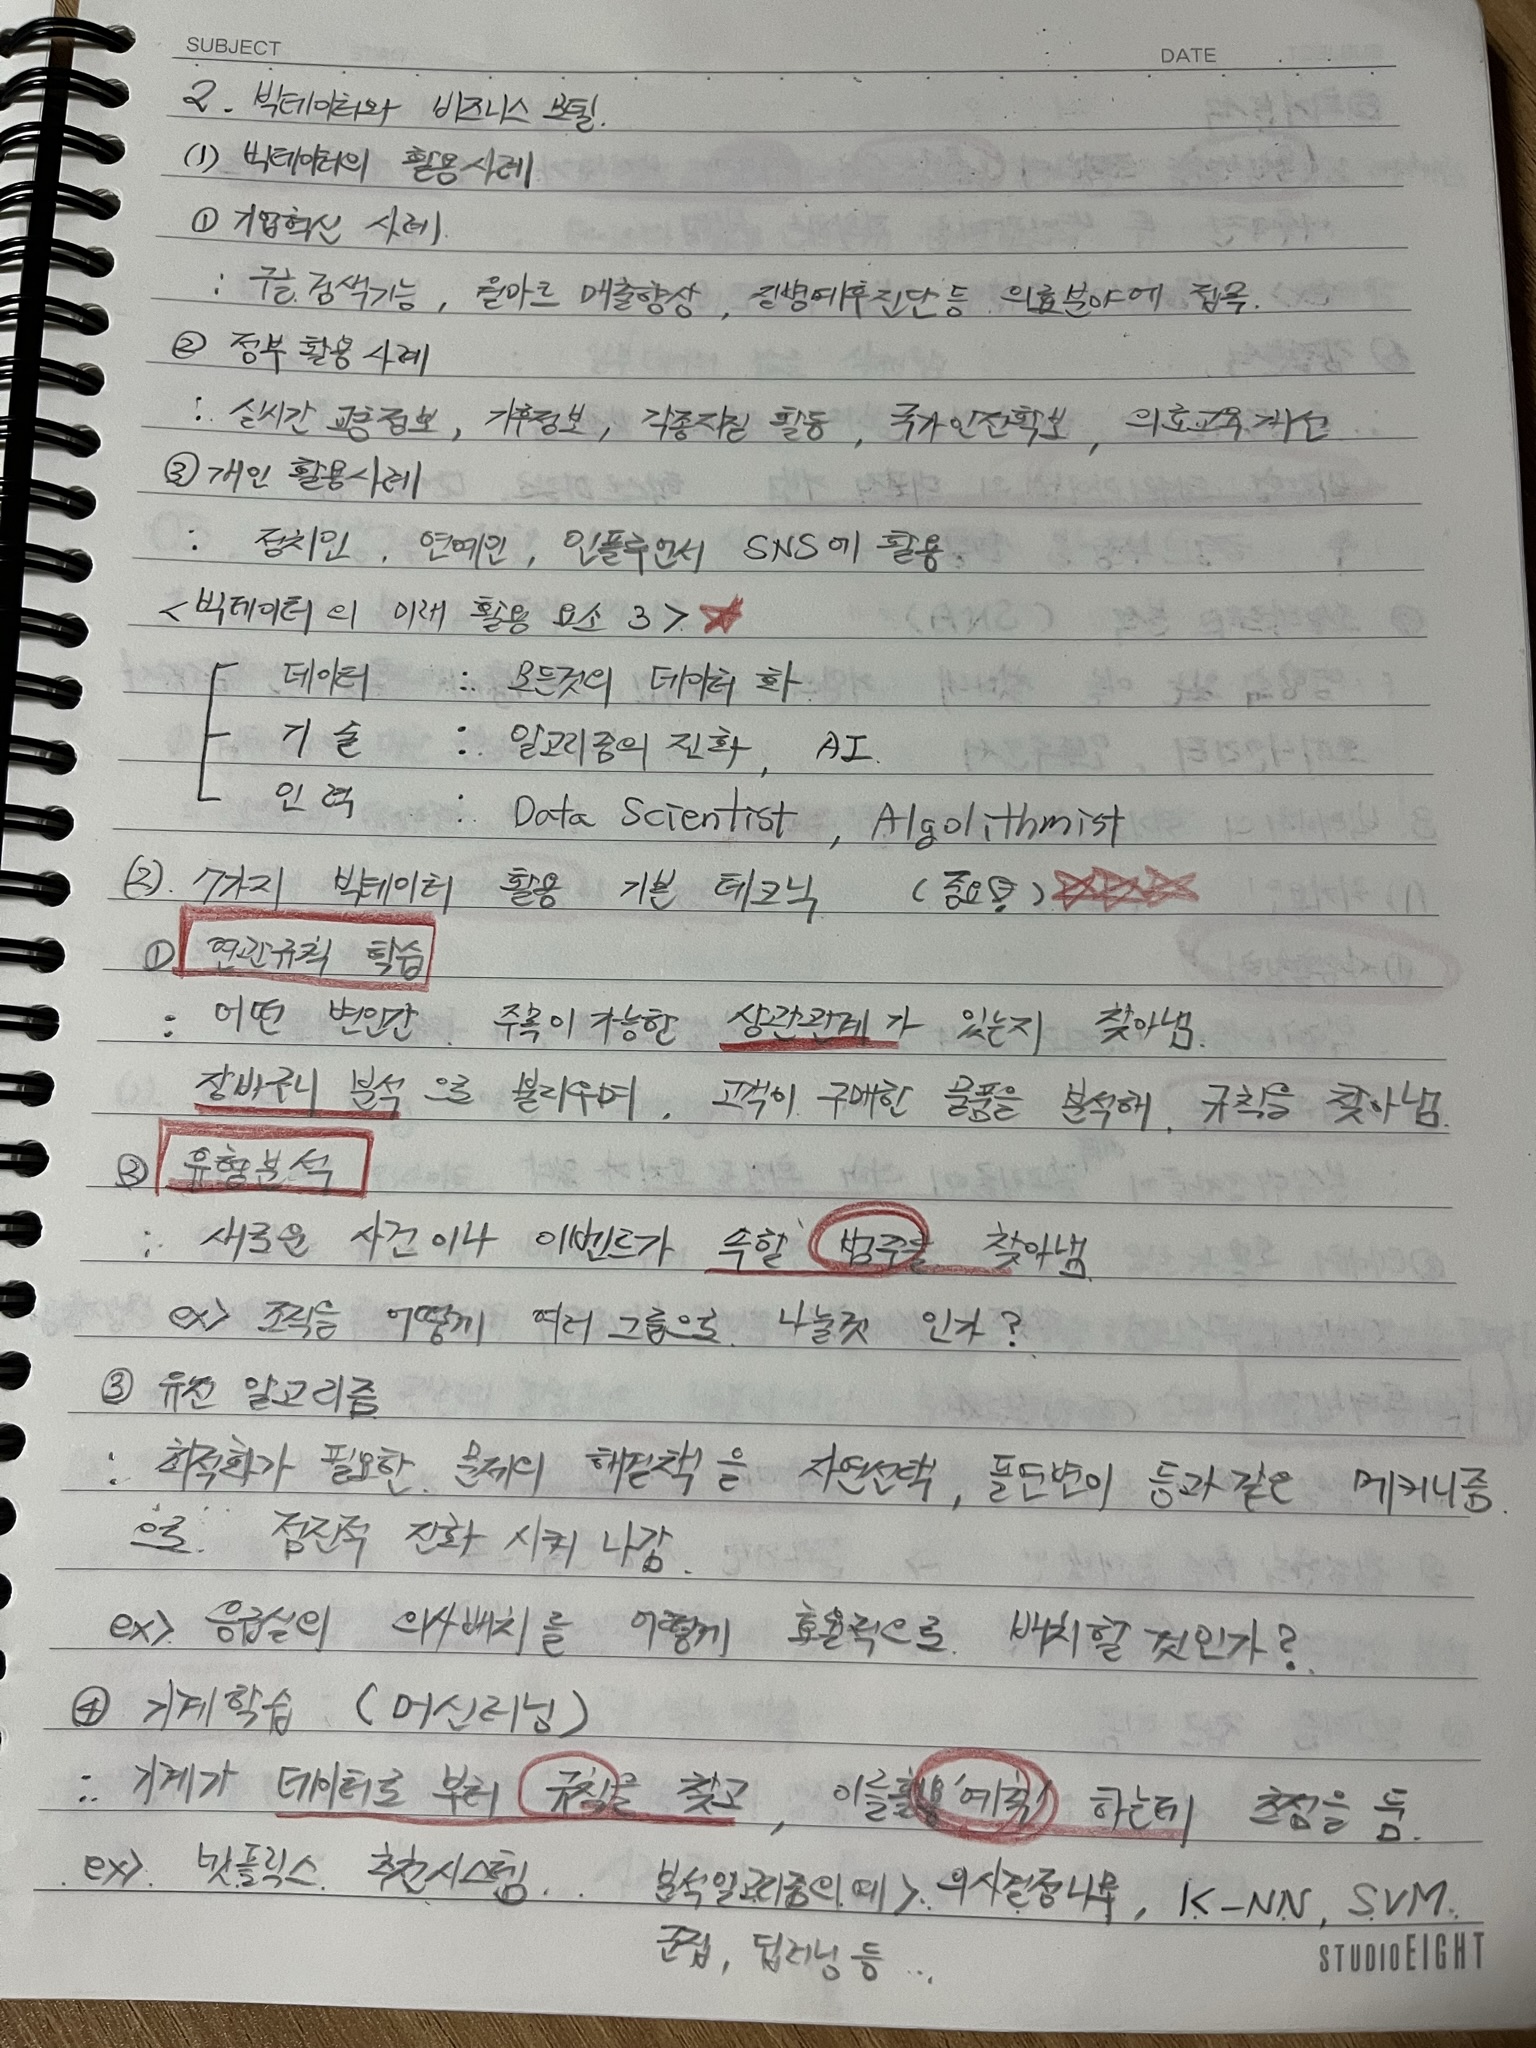 SUBJECT
DATE
2. 빅데이터와 비즈니스 모델.
(1) 빅데이터의 활용사례
① 기업혁신 사례.
: 구글 검색기능, 월마트 매출향상, 질병예후진단 등 의료분야에 접목.
② 정부 활용사례
: 실시간 교통정보, 기후정보, 각종지질 활동, 국가안전확보, 의료교육개선
③ 개인 활용사례
: 정치인, 연예인, 인플루언서 SNS에 활용.
<빅데이터의 미래 활용 요소 3>
데이터 : 모든것의 데이터 화
기술 : 알고리즘의 진화, AI.
인력 : Data Scientist, Algolithmist
(2). 7가지 빅데이터 활용 기본 테크닉 (중요!)
① 연관규칙 학습
: 어떤 변인간 주목이 가능한 상관관계가 있는지 찾아냄.
장바구니 분석 으로 불리우며, 고객이 구매한 물품을 분석해, 규칙을 찾아냄.
② 유형분석
: 새로운 사건이나 이벤트가 속할 범주를 찾아냄
ex> 조직을 어떻게 여러 그룹으로 나눌것 인가?
③ 유전 알고리즘
: 최적화가 필요한 문제의 해결책을 자연선택, 돌연변이 등과 같은 메커니즘
으로. 점진적 진화 시켜 나감.
ex> 응급실의 의사배치를 어떻게 효율적으로 배치할 것인가?
④ 기계학습 (머신러닝)
: 기계가 데이터로 부터 규칙을 찾고, 이를활용 '예측' 하는데 초점을 둠.
ex> 넷플릭스 추천시스템.. 분석알고리즘의예> 의사결정나무, K-NN, SVM.
군집, 딥러닝 등 ...
STUDIOEIGHT